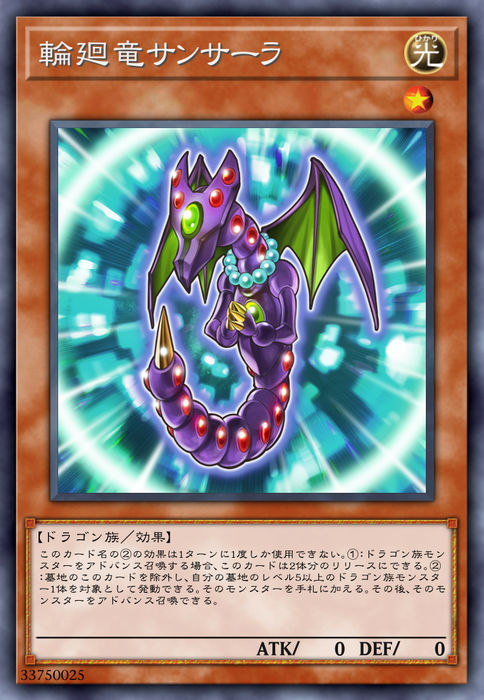 輪廻竜サンサーラ
ひかり
光
【ドラゴン族／効果】
このカード名の②の効果は1ターンに1度しか使用できない。①：ドラゴン族モン
スターをアドバンス召喚する場合、このカードは2体分のリリースにできる。②
：墓地のこのカードを除外し、自分の墓地のレベル5以上のドラゴン族モンスタ
ー1体を対象として発動できる。そのモンスターを手札に加える。その後、そのモ
ンスターをアドバンス召喚できる。
ATK/ 0 DEF/ 0
33750025